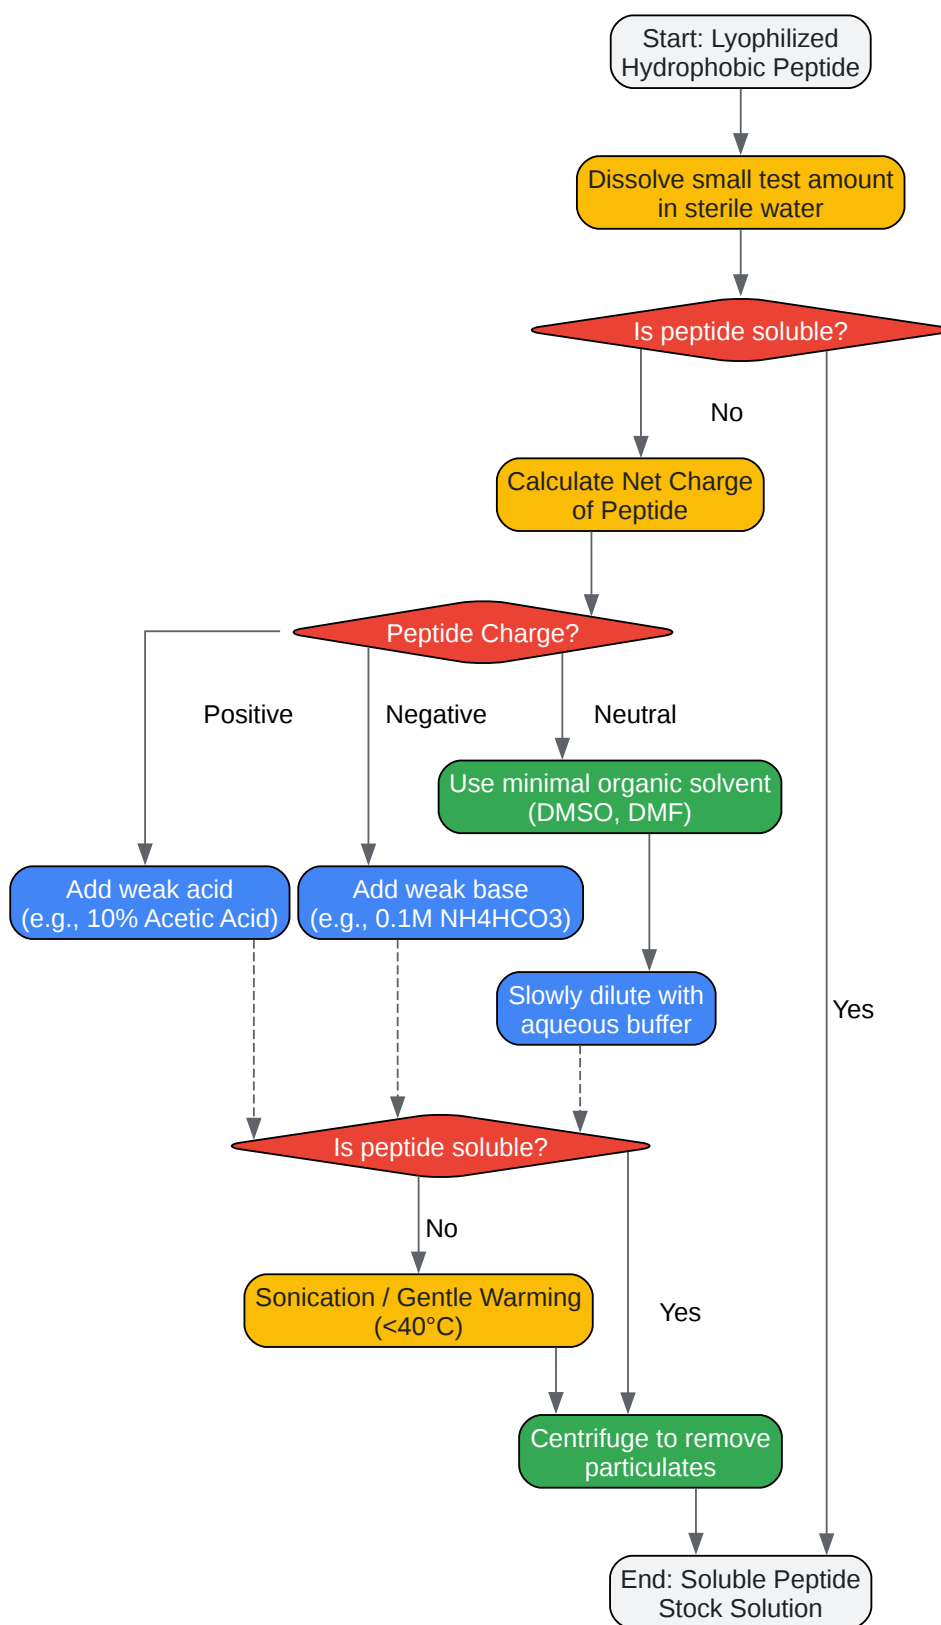 Start: Lyophilized
Hydrophobic Peptide
Dissolve small test amount
in sterile water
Is peptide soluble?
No
Calculate Net Charge
of Peptide
Peptide Charge?
Positive
Negative
Neutral
Use minimal organic solvent
(DMSO, DMF)
Add weak acid
(e.g., 10% Acetic Acid)
Add weak base
(e.g., 0.1M NH4HCO3)
Slowly dilute with
aqueous buffer
Yes
Is peptide soluble?
No
Sonication / Gentle Warming
(<40°C)
Yes
Centrifuge to remove
particulates
End: Soluble Peptide
Stock Solution